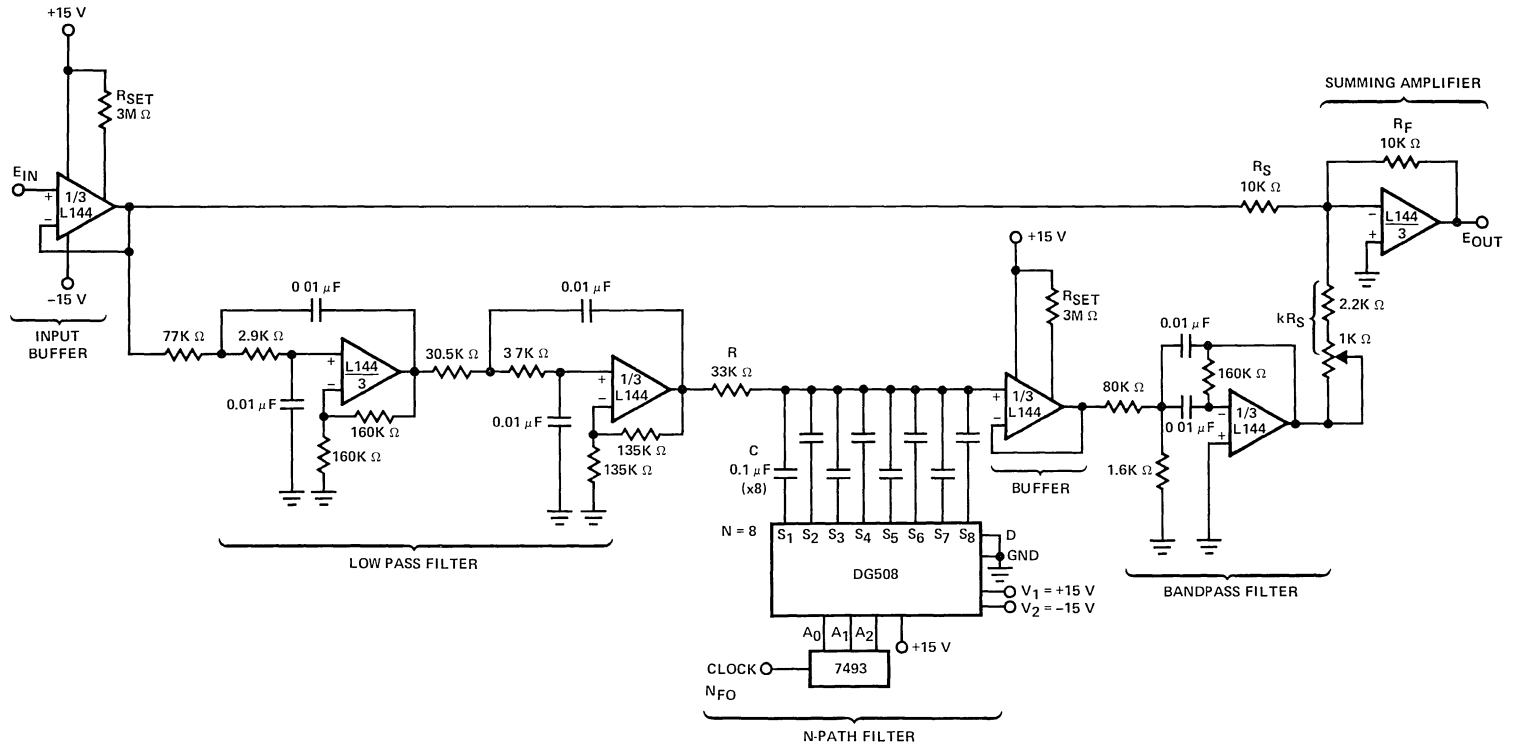 +15 V
RSET
3M Ω
EIN
+
−
1/3
L144
−15 V
INPUT
BUFFER
77K Ω
2.9K Ω
0 01 μF
0.01 μF
+
−
L144
3
160K Ω
160K Ω
30.5K Ω
3 7K Ω
0.01 μF
0.01 μF
+
−
1/3
L144
135K Ω
135K Ω
LOW PASS FILTER
R
33K Ω
C
0.1 μF
(x8)
N = 8
S1 S2 S3 S4 S5 S6 S7 S8
D
GND
DG508
V1 = +15 V
V2 = −15 V
A0 A1 A2
+15 V
CLOCK
NFO
7493
N-PATH FILTER
+15 V
RSET
3M Ω
+
−
1/3
L144
BUFFER
80K Ω
1.6K Ω
0.01 μF
0 01 μF
160K Ω
−
+
1/3
L144
BANDPASS FILTER
SUMMING AMPLIFIER
RF
10K Ω
RS
10K Ω
−
+
L144
3
EOUT
kRS
2.2K Ω
1K Ω